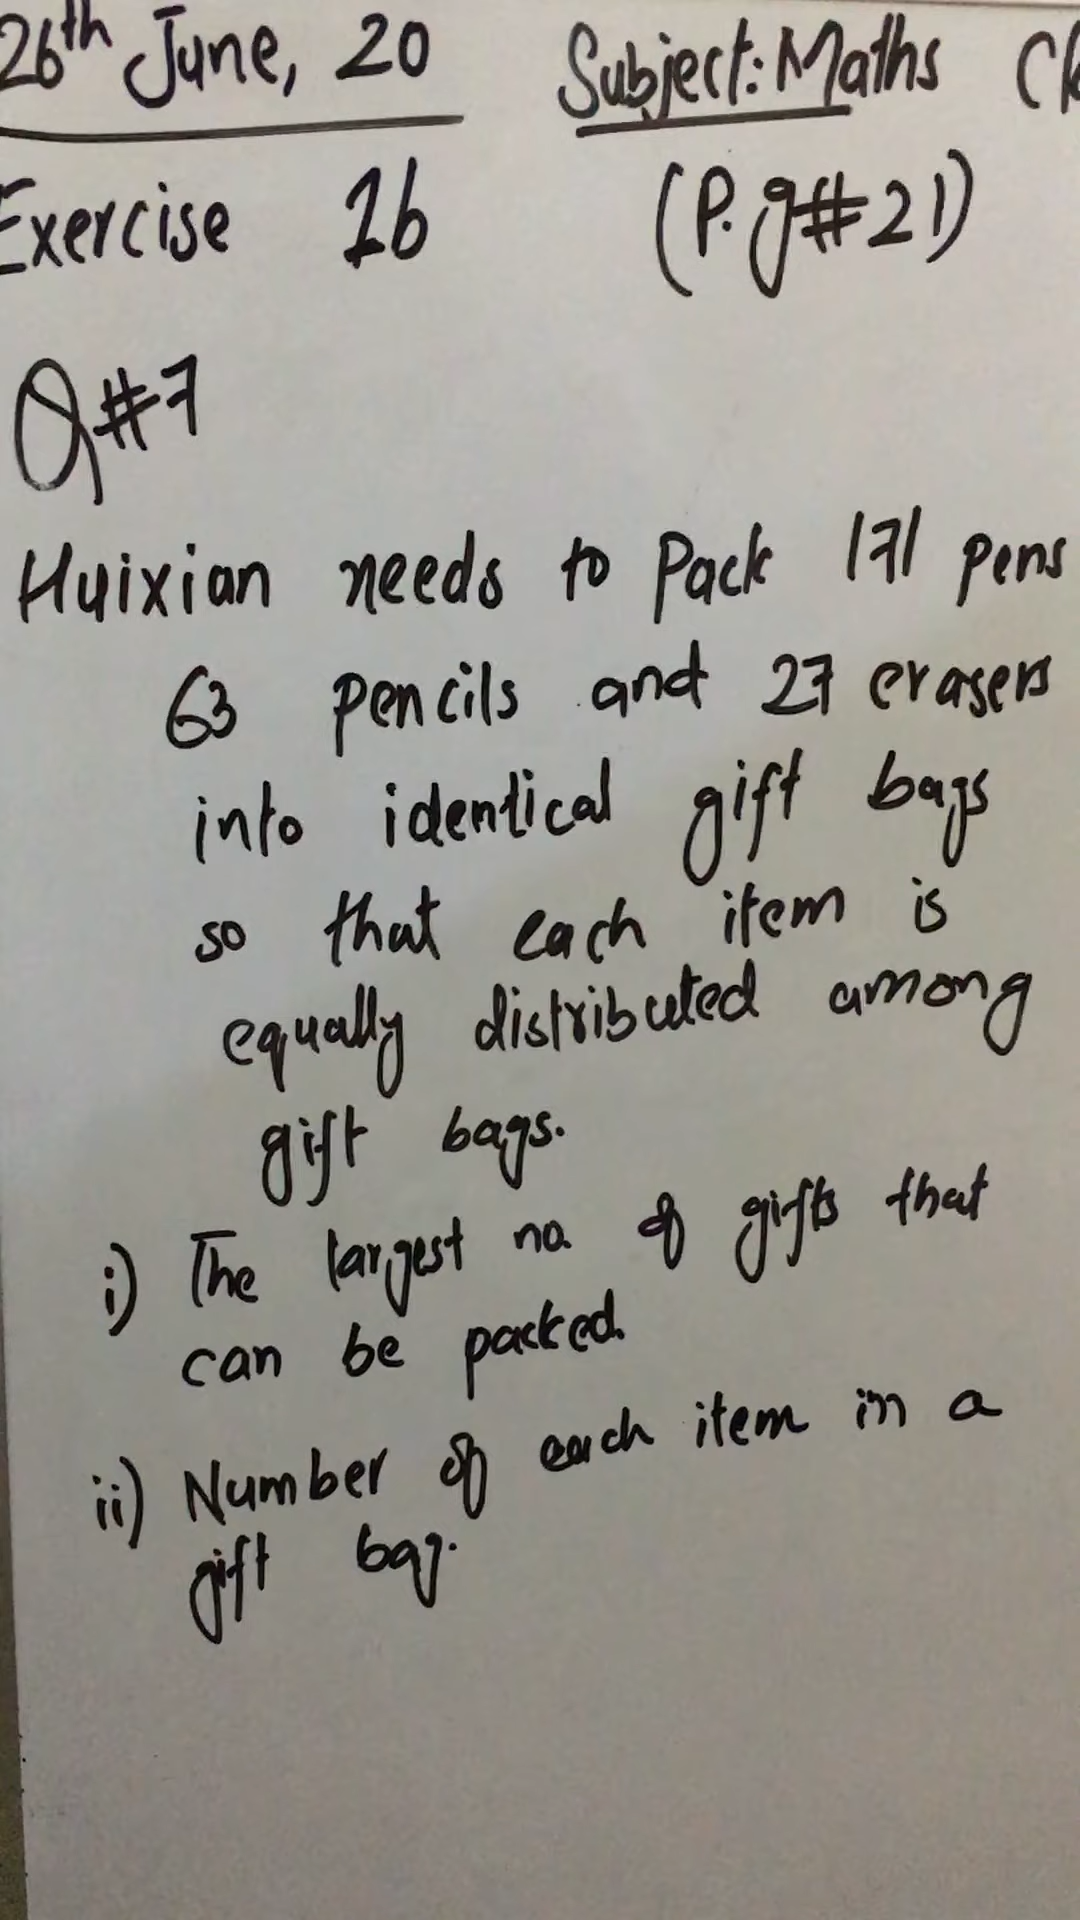 26th June, 20 Subject: Maths
Exercise 1b (P.g#21)
Q#7
Huixian needs to Pack 171 pens
63 pencils and 27 erasers
into identical gift bags
so that each item is
equally distributed among
gift bags.
i) The largest no. of gifts that
can be packed.
ii) Number of each item in a
gift bag.